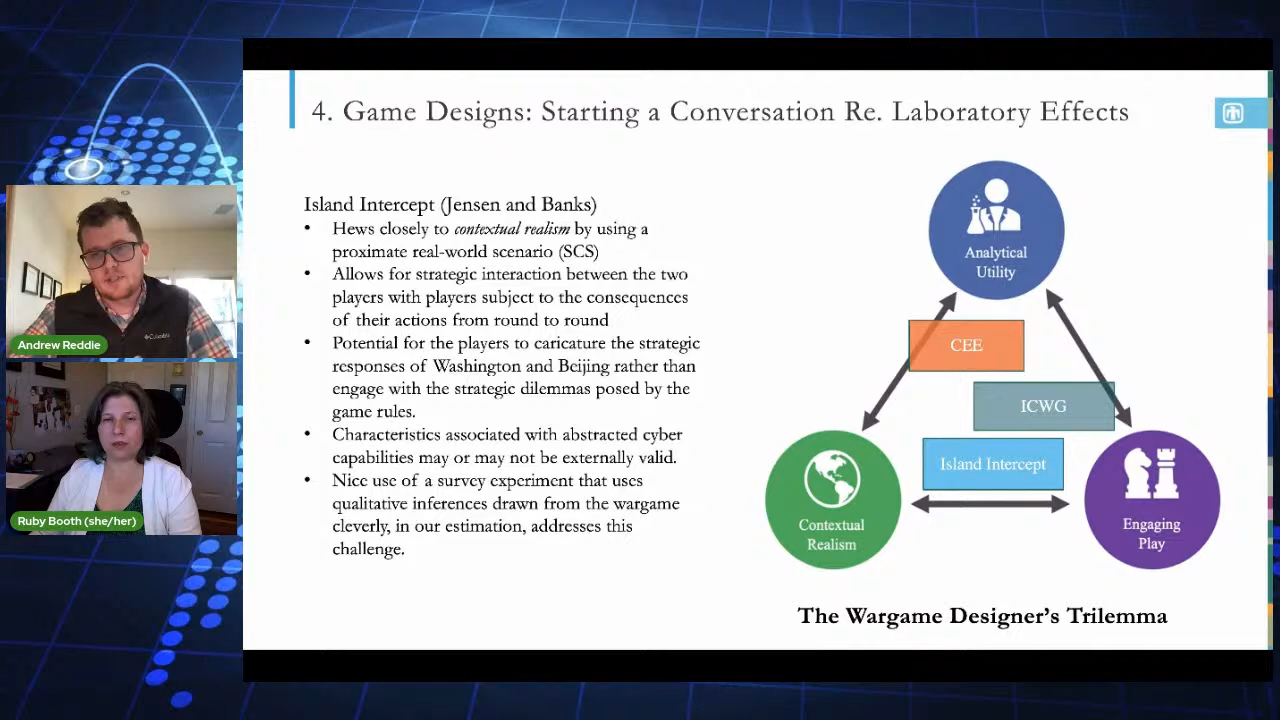 4. Game Designs: Starting a Conversation Re. Laboratory Effects
Island Intercept (Jensen and Banks)
• Hews closely to contextual realism by using a
proximate real-world scenario (SCS)
• Allows for strategic interaction between the two
players with players subject to the consequences
of their actions from round to round
• Potential for the players to caricature the strategic
responses of Washington and Beijing rather than
engage with the strategic dilemmas posed by the
game rules.
• Characteristics associated with abstracted cyber
capabilities may or may not be externally valid.
• Nice use of a survey experiment that uses
qualitative inferences drawn from the wargame
cleverly, in our estimation, addresses this
challenge.
Analytical
Utility
CEE
ICWG
Island Intercept
Contextual
Realism
Engaging
Play
The Wargame Designer's Trilemma
Andrew Reddie
Columbia
Ruby Booth (she/her)